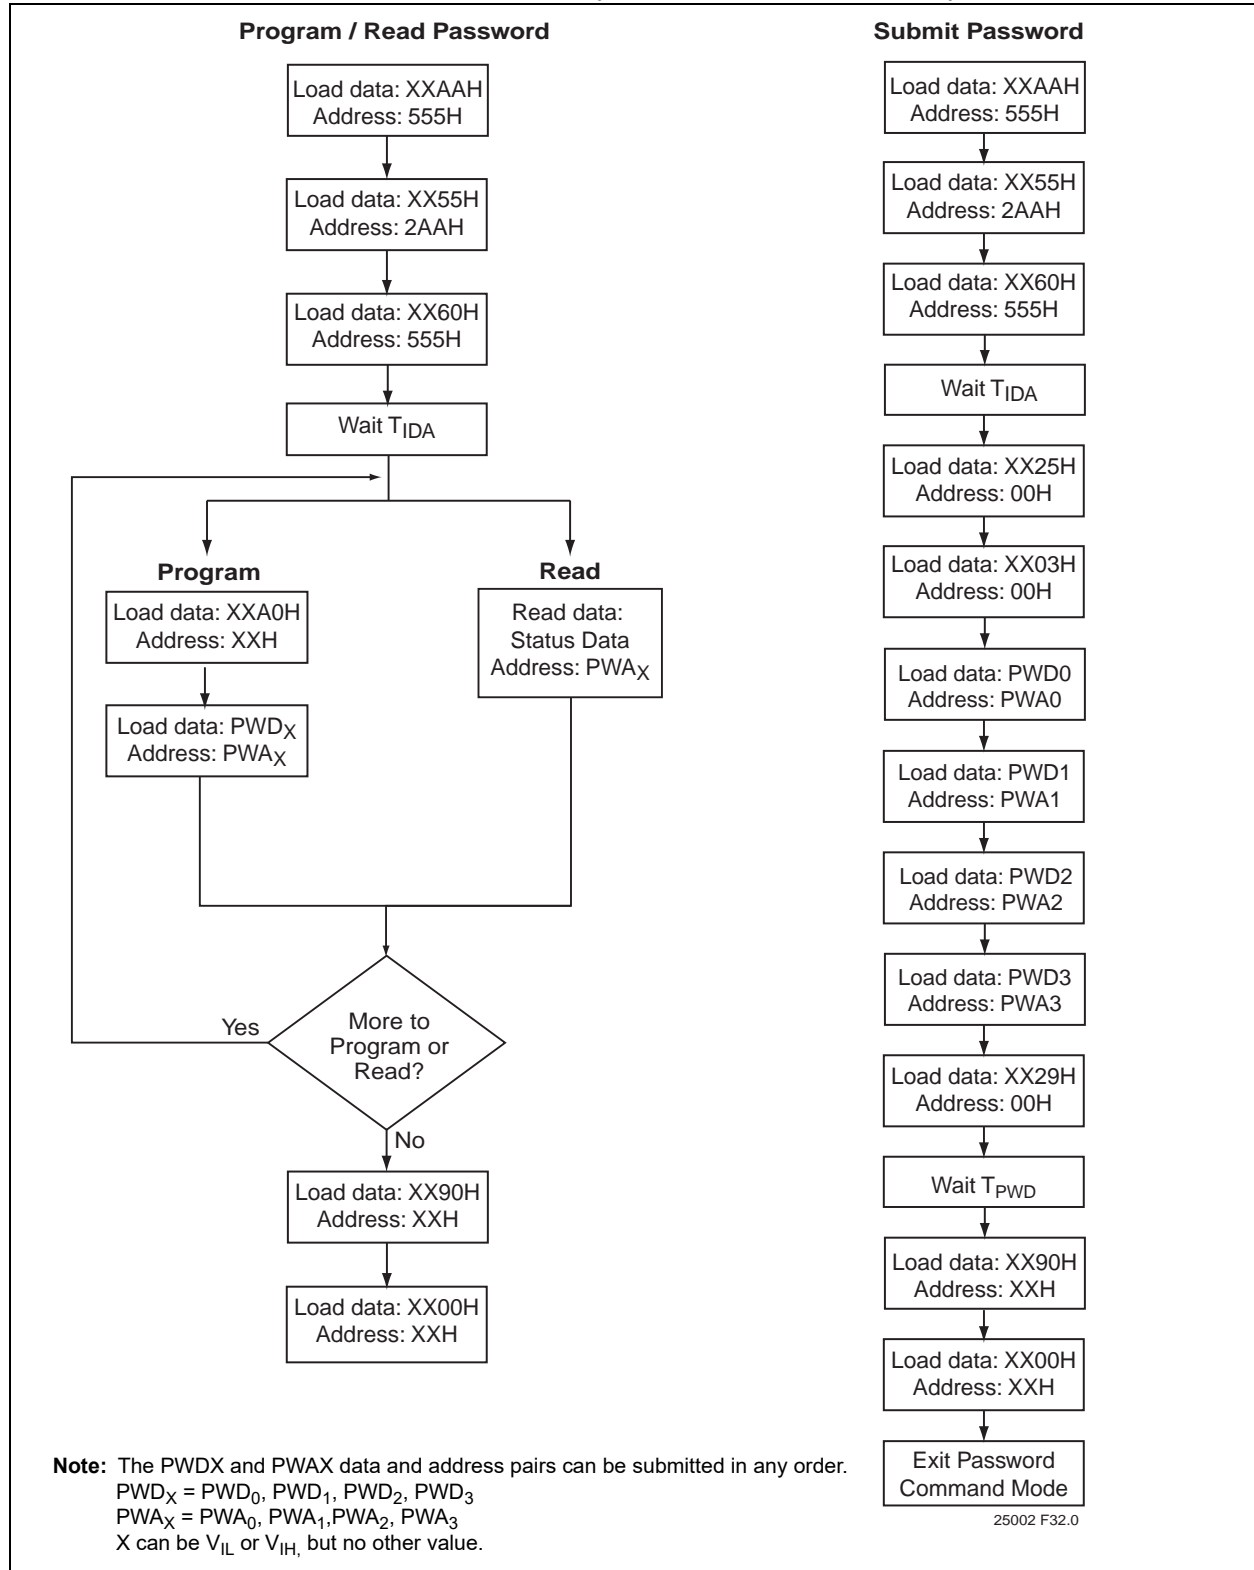 Program / Read Password
Load data: XXAAH
Address: 555H
Load data: XX55H
Address: 2AAH
Load data: XX60H
Address: 555H
Wait TIDA
Program
Load data: XXA0H
Address: XXH
Load data: PWDX
Address: PWAX
Read
Read data:
Status Data
Address: PWAX
More to
Program or
Read?
Yes
No
Load data: XX90H
Address: XXH
Load data: XX00H
Address: XXH
Submit Password
Load data: XXAAH
Address: 555H
Load data: XX55H
Address: 2AAH
Load data: XX60H
Address: 555H
Wait TIDA
Load data: XX25H
Address: 00H
Load data: XX03H
Address: 00H
Load data: PWD0
Address: PWA0
Load data: PWD1
Address: PWA1
Load data: PWD2
Address: PWA2
Load data: PWD3
Address: PWA3
Load data: XX29H
Address: 00H
Wait TPWD
Load data: XX90H
Address: XXH
Load data: XX00H
Address: XXH
Exit Password
Command Mode
25002 F32.0
Note: The PWDX and PWAX data and address pairs can be submitted in any order.
PWDX = PWD0, PWD1, PWD2, PWD3
PWAX = PWA0, PWA1,PWA2, PWA3
X can be VIL or VIH, but no other value.